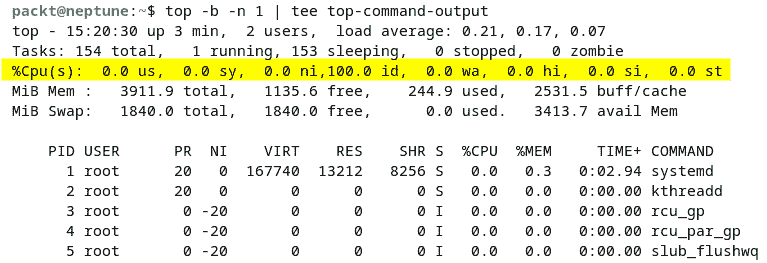 packt@neptune:~$ top -b -n 1 | tee top-command-output
top - 15:20:30 up 3 min,  2 users,  load average: 0.21, 0.17, 0.07
Tasks: 154 total,   1 running, 153 sleeping,   0 stopped,   0 zombie
%Cpu(s):  0.0 us,  0.0 sy,  0.0 ni,100.0 id,  0.0 wa,  0.0 hi,  0.0 si,  0.0 st
MiB Mem :   3911.9 total,   1135.6 free,    244.9 used,   2531.5 buff/cache
MiB Swap:   1840.0 total,   1840.0 free,      0.0 used.   3413.7 avail Mem
    PID USER      PR  NI    VIRT    RES    SHR S  %CPU  %MEM     TIME+ COMMAND
      1 root      20   0  167740  13212   8256 S   0.0   0.3   0:02.94 systemd
      2 root      20   0       0      0      0 S   0.0   0.0   0:00.00 kthreadd
      3 root       0 -20       0      0      0 I   0.0   0.0   0:00.00 rcu_gp
      4 root       0 -20       0      0      0 I   0.0   0.0   0:00.00 rcu_par_gp
      5 root       0 -20       0      0      0 I   0.0   0.0   0:00.00 slub_flushwq